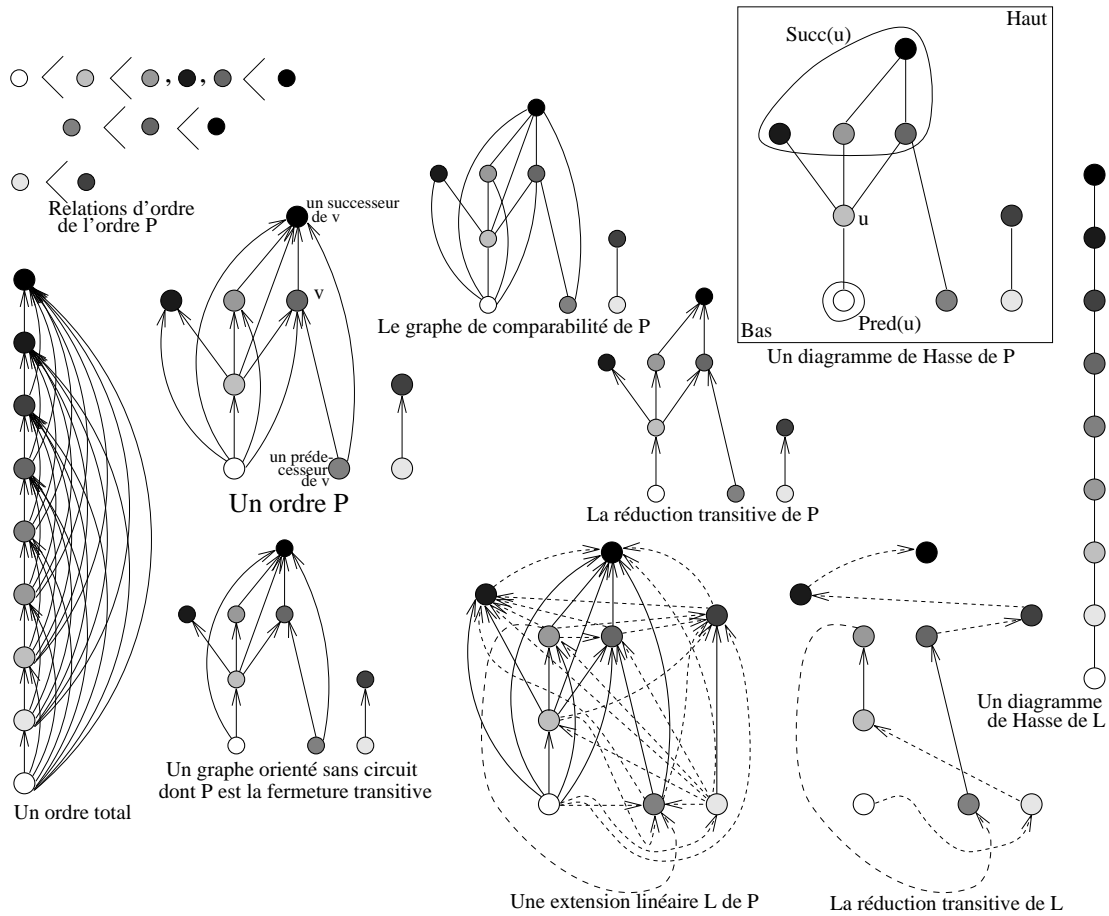 Haut
Succ(u)
, ,
Relations d'ordre
de l'ordre P
un successeur
de v
u
v
Le graphe de comparabilité de P
Bas
Pred(u)
Un diagramme de Hasse de P
un préde-
cesseur
de v
Un ordre P
La réduction transitive de P
Un diagramme
de Hasse de L
Un graphe orienté sans circuit
dont P est la fermeture transitive
Un ordre total
Une extension linéaire L de P
La réduction transitive de L